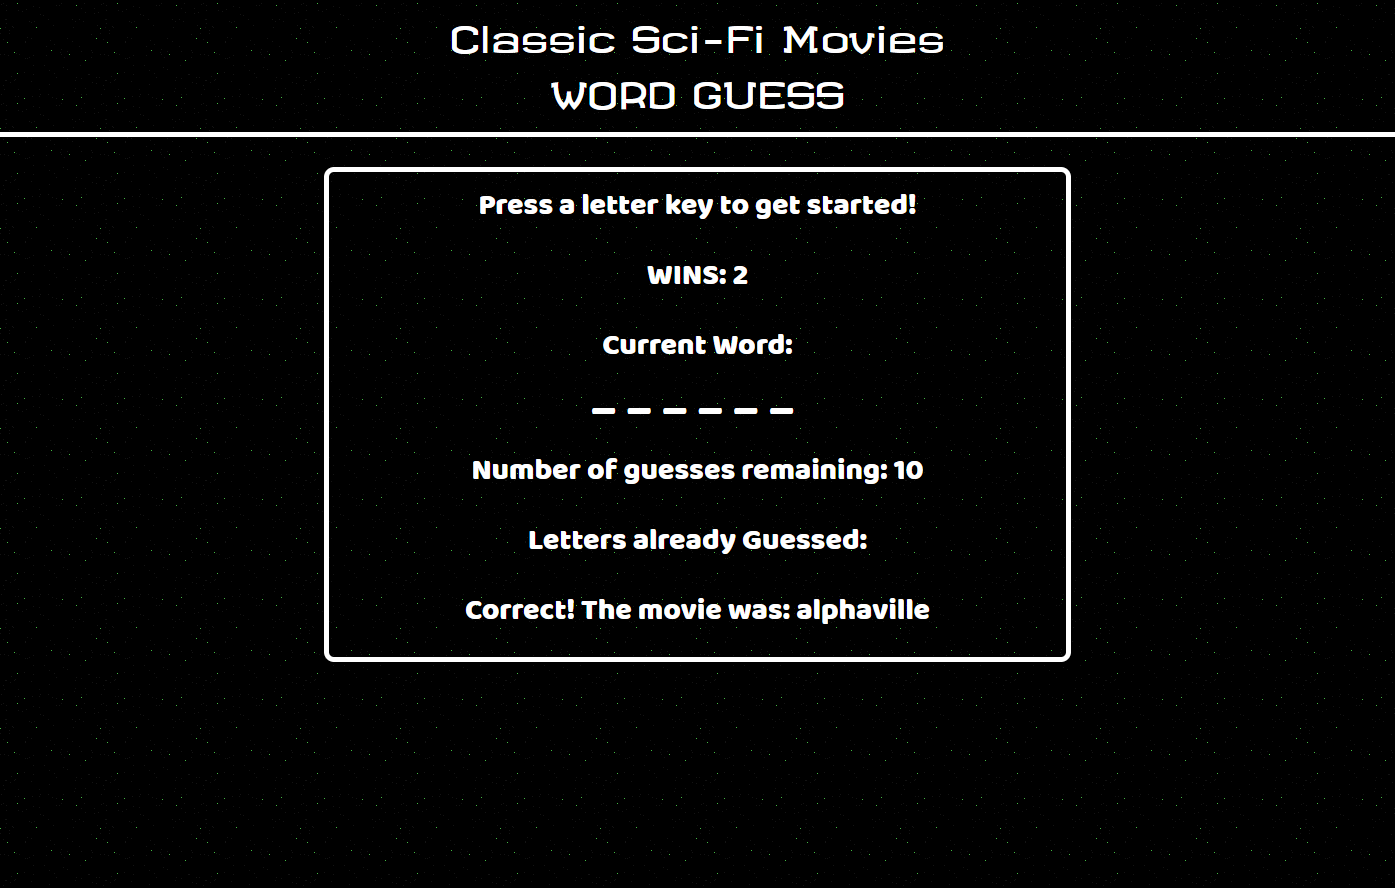 Classic Sci-Fi Movies
WORD GUESS
Press a letter key to get started!
WINS: 2
Current Word:
_ _ _ _ _ _
Number of guesses remaining: 10
Letters already Guessed:
Correct! The movie was: alphaville